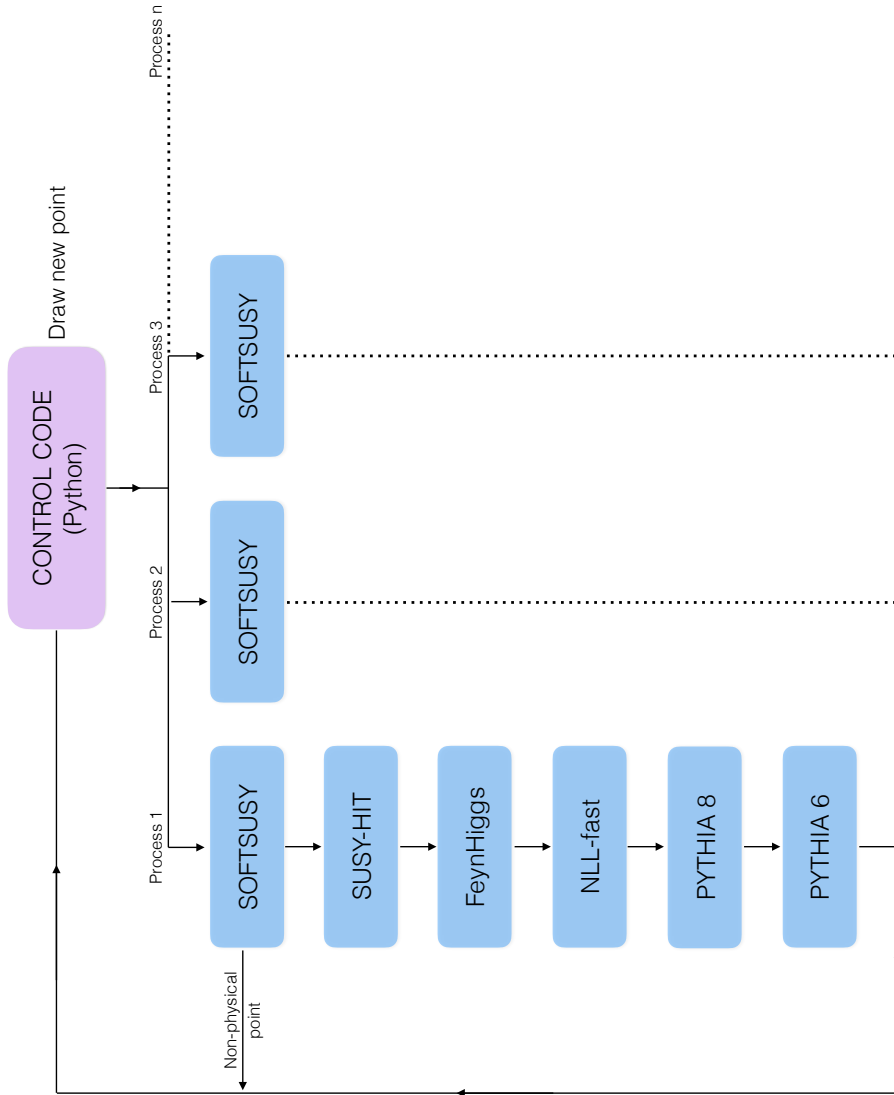 CONTROL CODE
(Python)
Draw new point
Process 1
Process 2
Process 3
Process n
SOFTSUSY
SOFTSUSY
SOFTSUSY
Non-physical
point
SUSY-HIT
FeynHiggs
NLL-fast
PYTHIA 8
PYTHIA 6